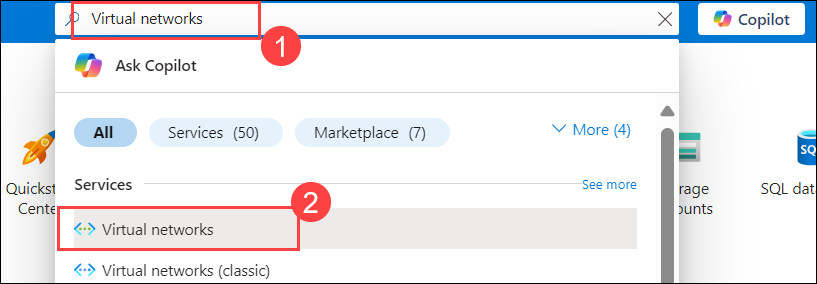 Virtual networks
Copilot
1
Ask Copilot
All
Services (50)
Marketplace (7)
More (4)
Services
See more
2
Virtual networks
Virtual networks (classic)
Quickst
Cente
rage
ounts
SQ
SQL dat